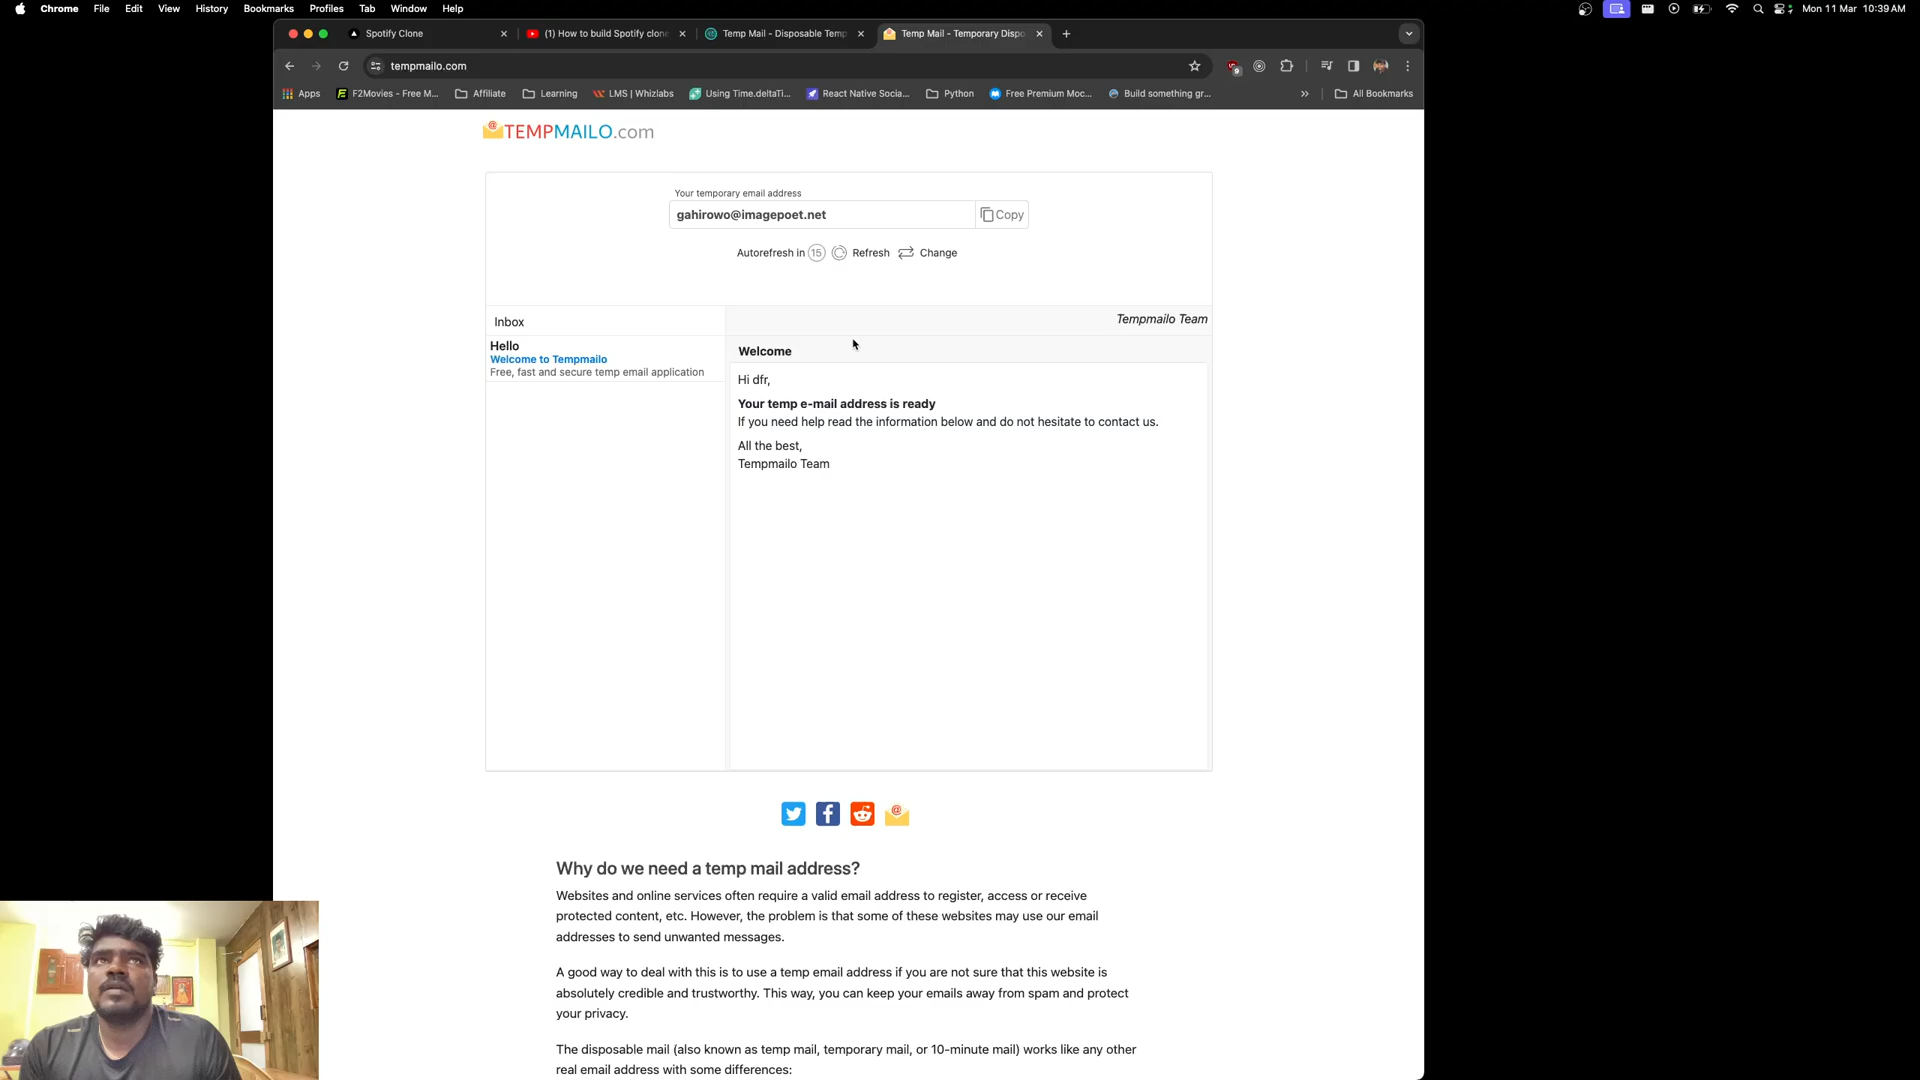 Chrome File Edit View History Bookmarks Profiles Tab Window Help
Mon 11 Mar 10:39 AM
Spotify Clone
(1) How to build Spotify clone
Temp Mail - Disposable Temp
Temp Mail - Temporary Dispo
tempmailo.com
9
Apps
F2Movies - Free M...
Affiliate
Learning
LMS | Whizlabs
Using Time.deltaTi...
React Native Socia...
Python
Free Premium Moc...
Build something gr...
All Bookmarks
TEMPMAILO.com
Your temporary email address
gahirowo@imagepoet.net
Copy
Autorefresh in 15 Refresh Change
Inbox
Tempmailo Team
Hello
Welcome to Tempmailo
Free, fast and secure temp email application
Welcome
Hi dfr,
Your temp e-mail address is ready
If you need help read the information below and do not hesitate to contact us.
All the best,
Tempmailo Team
Why do we need a temp mail address?
Websites and online services often require a valid email address to register, access or receive
protected content, etc. However, the problem is that some of these websites may use our email
addresses to send unwanted messages.
A good way to deal with this is to use a temp email address if you are not sure that this website is
absolutely credible and trustworthy. This way, you can keep your emails away from spam and protect
your privacy.
The disposable mail (also known as temp mail, temporary mail, or 10-minute mail) works like any other
real email address with some differences: